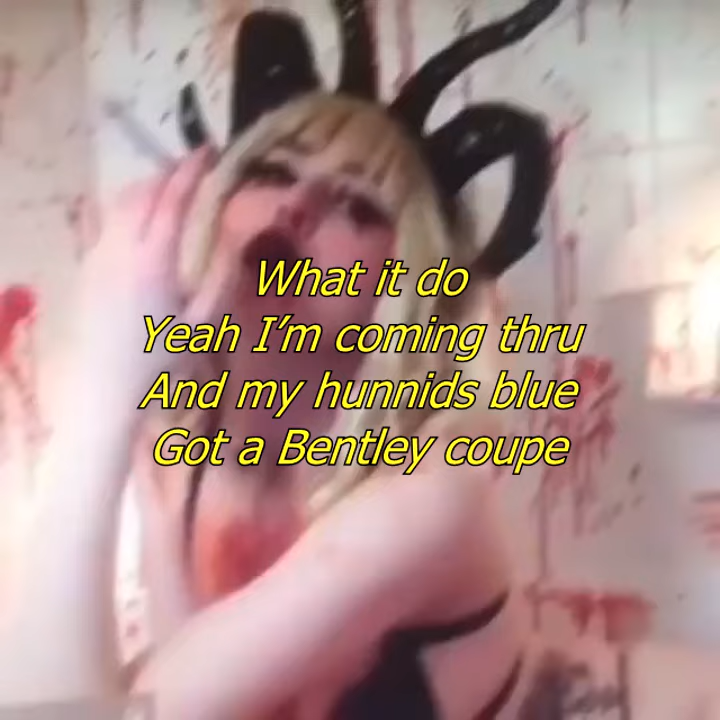 What it do
Yeah I'm coming thru
And my hunnids blue
Got a Bentley coupe